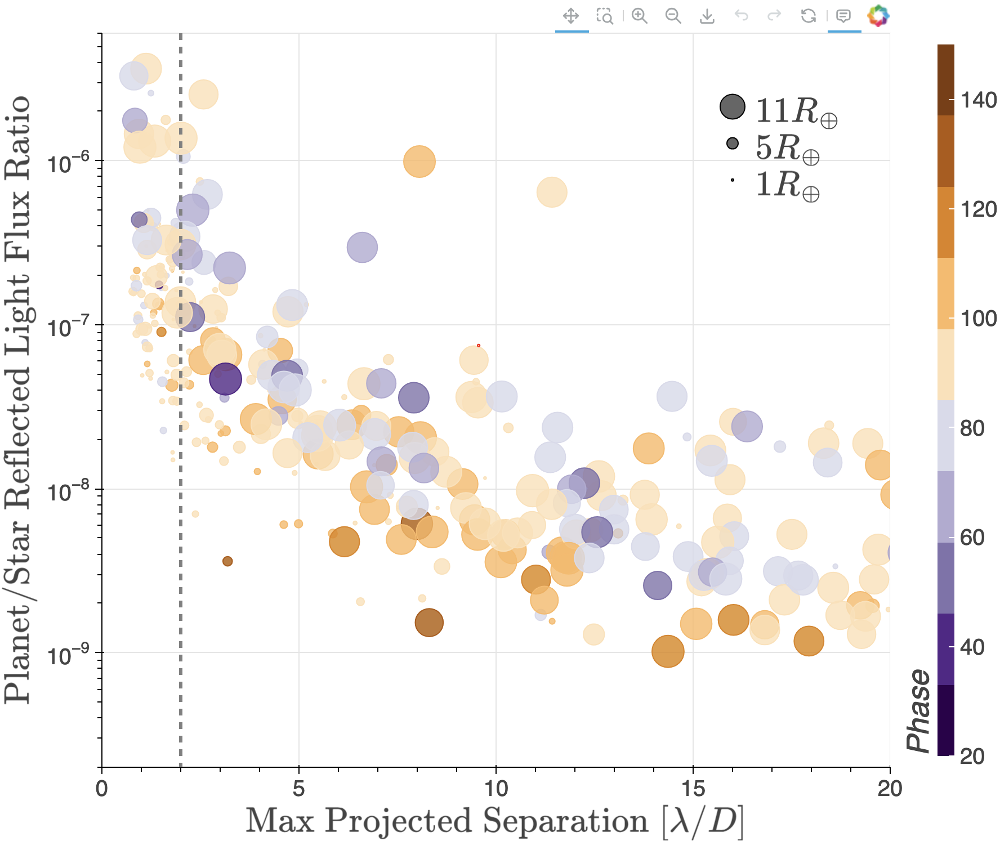 Planet/Star Reflected Light Flux Ratio
10⁻⁶
10⁻⁷
10⁻⁸
10⁻⁹
11R⊕
5R⊕
1R⊕
0 5 10 15 20
Max Projected Separation [λ/D]
Phase
140
120
100
80
60
40
20